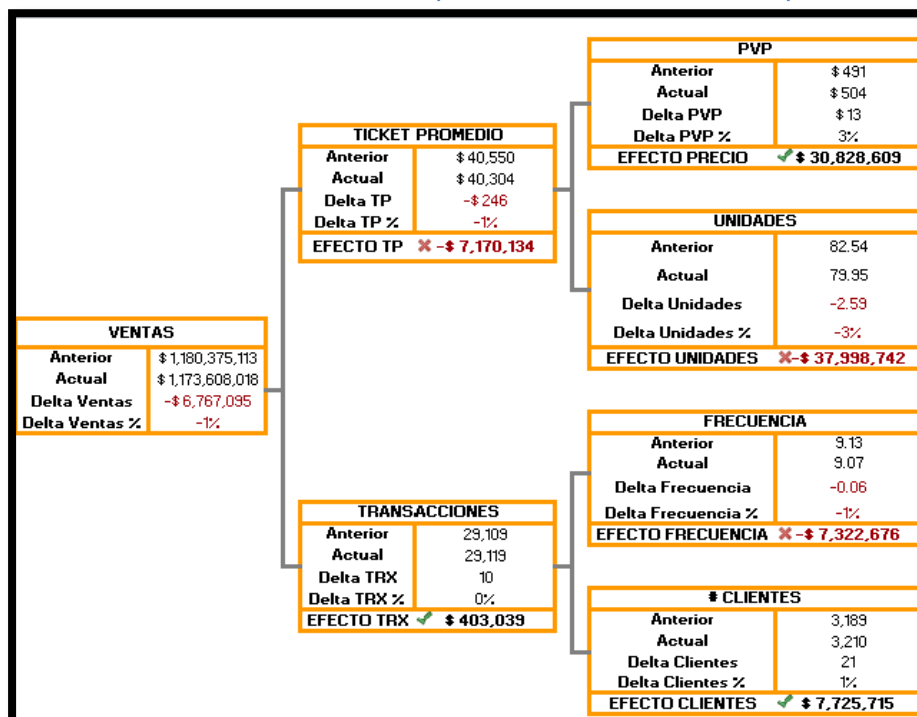 VENTAS
Anterior $ 1,180,375,113
Actual $ 1,173,608,018
Delta Ventas -$ 6,767,095
Delta Ventas % -1%
TICKET PROMEDIO
Anterior $ 40,550
Actual $ 40,304
Delta TP -$ 246
Delta TP % -1%
EFECTO TP -$ 7,170,134
PVP
Anterior $ 491
Actual $ 504
Delta PVP $ 13
Delta PVP % 3%
EFECTO PRECIO $ 30,828,609
UNIDADES
Anterior 82.54
Actual 79.95
Delta Unidades -2.59
Delta Unidades % -3%
EFECTO UNIDADES -$ 37,998,742
TRANSACCIONES
Anterior 29,109
Actual 29,119
Delta TRX 10
Delta TRX % 0%
EFECTO TRX $ 403,039
FRECUENCIA
Anterior 9.13
Actual 9.07
Delta Frecuencia -0.06
Delta Frecuencia % -1%
EFECTO FRECUENCIA -$ 7,322,676
# CLIENTES
Anterior 3,189
Actual 3,210
Delta Clientes 21
Delta Clientes % 1%
EFECTO CLIENTES $ 7,725,715